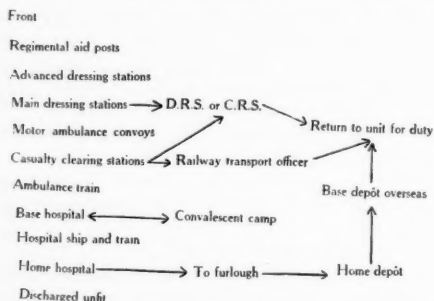 Front
Regimental aid posts
Advanced dressing stations
Main dressing stations D.R.S. or C.R.S.
Motor ambulance convoys Return to unit for duty
Casualty clearing stations Railway transport officer
Ambulance train Base depôt overseas
Base hospital Convalescent camp
Hospital ship and train
Home hospital To furlough Home depôt
Discharged unfit